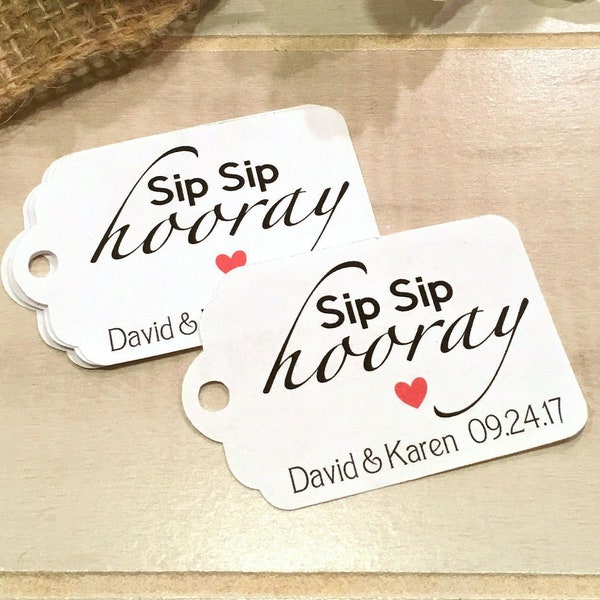 Sip Sip
hooray
David &
Sip Sip
hooray
David & Karen 09.24.17